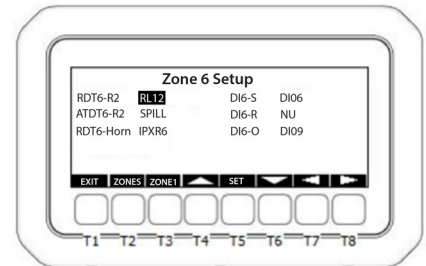 Zone 6 Setup
RDT6-R2 RL12 DI6-S DI06
ATDT6-R2 SPILL DI6-R NU
RDT6-Horn IPXR6 DI6-O DI09
EXIT ZONES ZONE1 SET
T1 T2 T3 T4 T5 T6 T7 T8